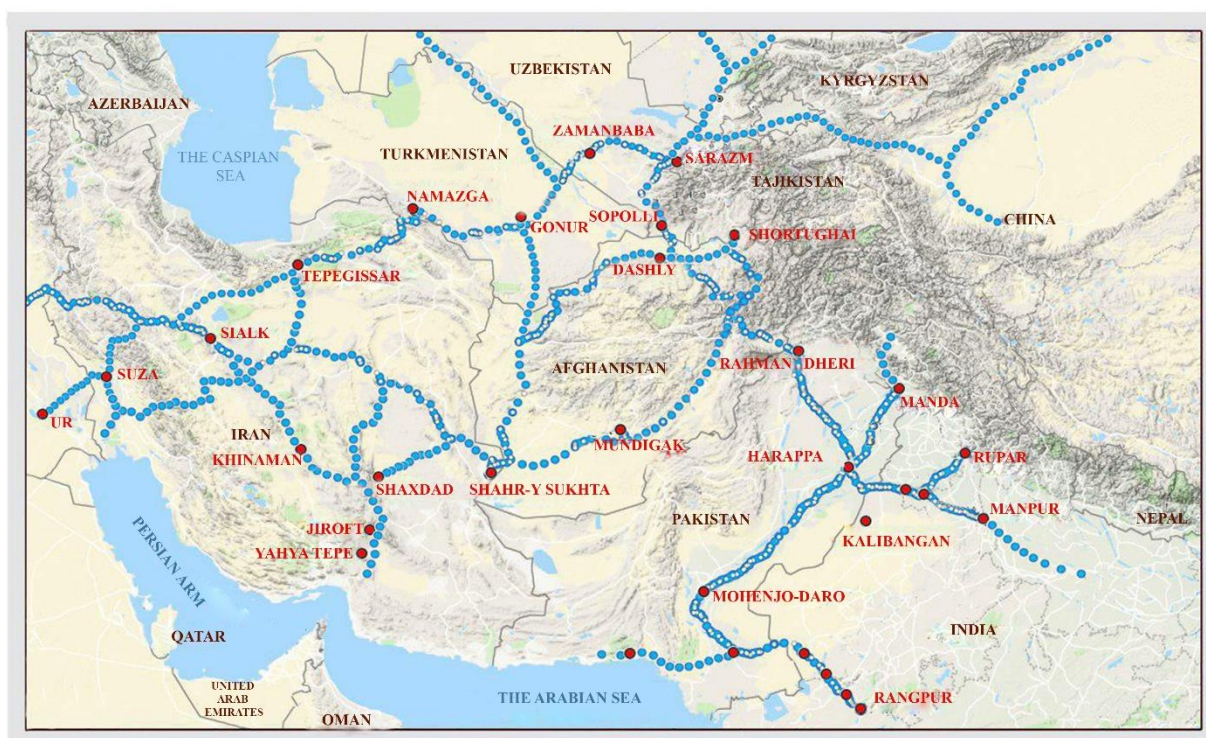 UZBEKISTAN
KYRGYZSTAN
AZERBAIJAN
ZAMANBABA
THE CASPIAN
SEA
TURKMENISTAN
SARAZM
TAJIKISTAN
NAMAZGA
SOPOLLI
GONUR
CHINA
SHORTUGHAI
DASHLY
TEPEGISSAR
SIALK
AFGHANISTAN
RAHMAN DHERI
SUZA
MANDA
UR
IRAN
MUNDIGAK
KHINAMAN
HARAPPA
RUPAR
SHAXDAD
SHAHR-Y SUKHTA
MANPUR
NEPAL
PAKISTAN
JIROFT
KALIBANGAN
YAHYA TEPE
PERSIAN ARM
MOHENJO-DARO
QATAR
INDIA
UNITED
ARAB
EMIRATES
THE ARABIAN SEA
RANGPUR
OMAN